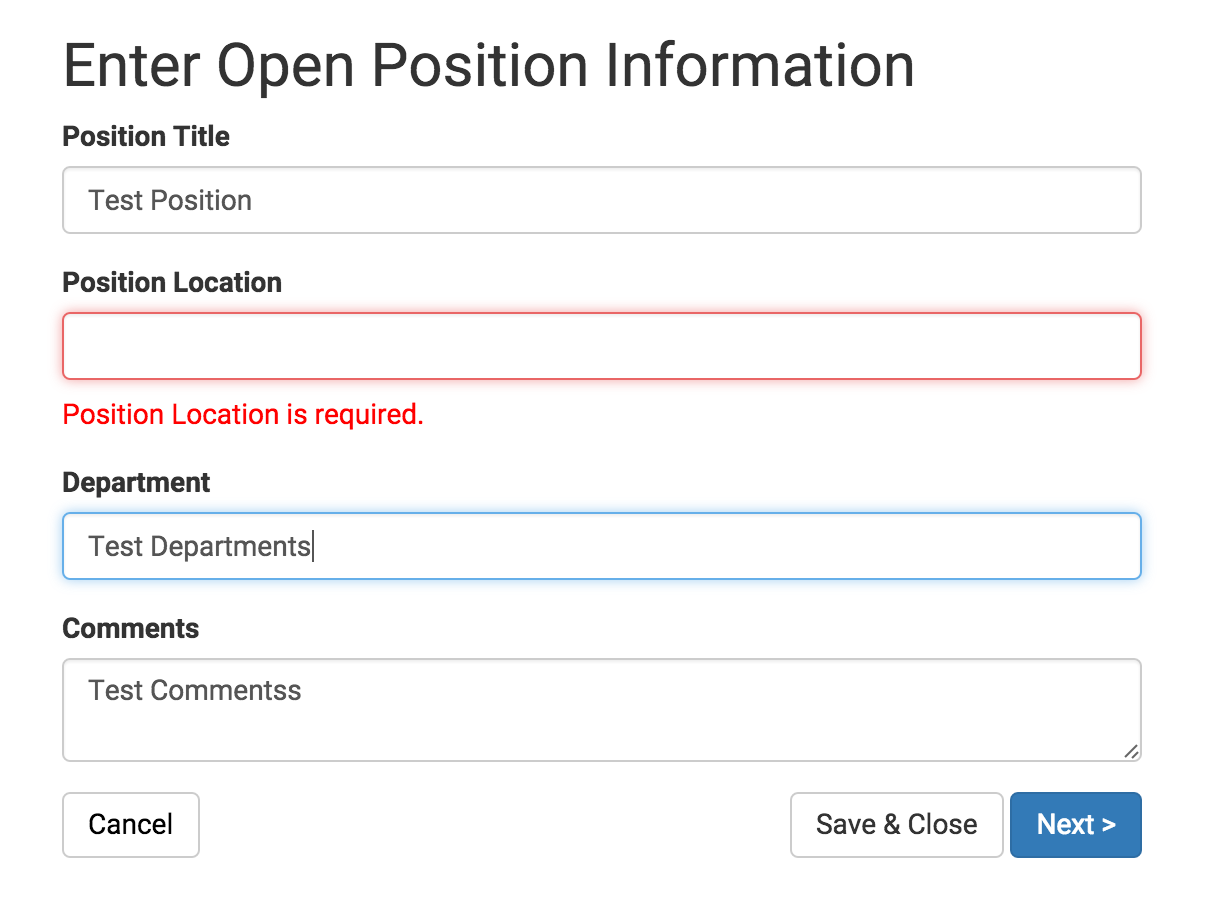 Enter Open Position Information
Position Title
Test Position
Position Location
Position Location is required.
Department
Test Departments
Comments
Test Commentss
Cancel
Save & Close
Next >